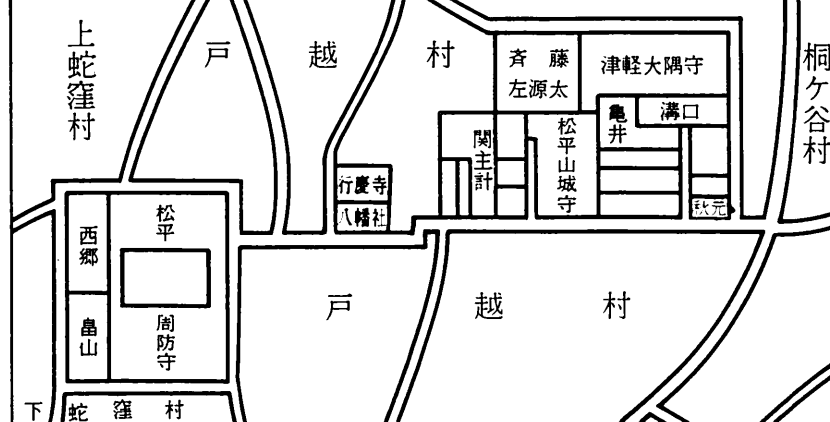 上蛇窪村
戸越村
斉藤左源太
津軽大隅守
桐ケ谷村
亀井
溝口
関主計
松平山城守
行慶寺
八幡社
秋元
西郷
松平周防守
畠山
戸越村
下蛇窪村